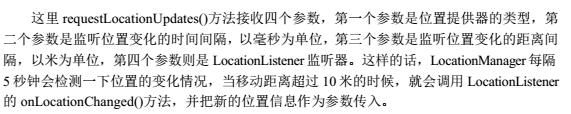 这里 requestLocationUpdates()方法接收四个参数，第一个参数是位置提供器的类型，第
二个参数是监听位置变化的时间间隔，以毫秒为单位，第三个参数是监听位置变化的距离间
隔，以米为单位，第四个参数则是 LocationListener 监听器。这样的话，LocationManager 每隔
5 秒钟会检测一下位置的变化情况，当移动距离超过 10 米的时候，就会调用 LocationListener
的 onLocationChanged()方法，并把新的位置信息作为参数传入。